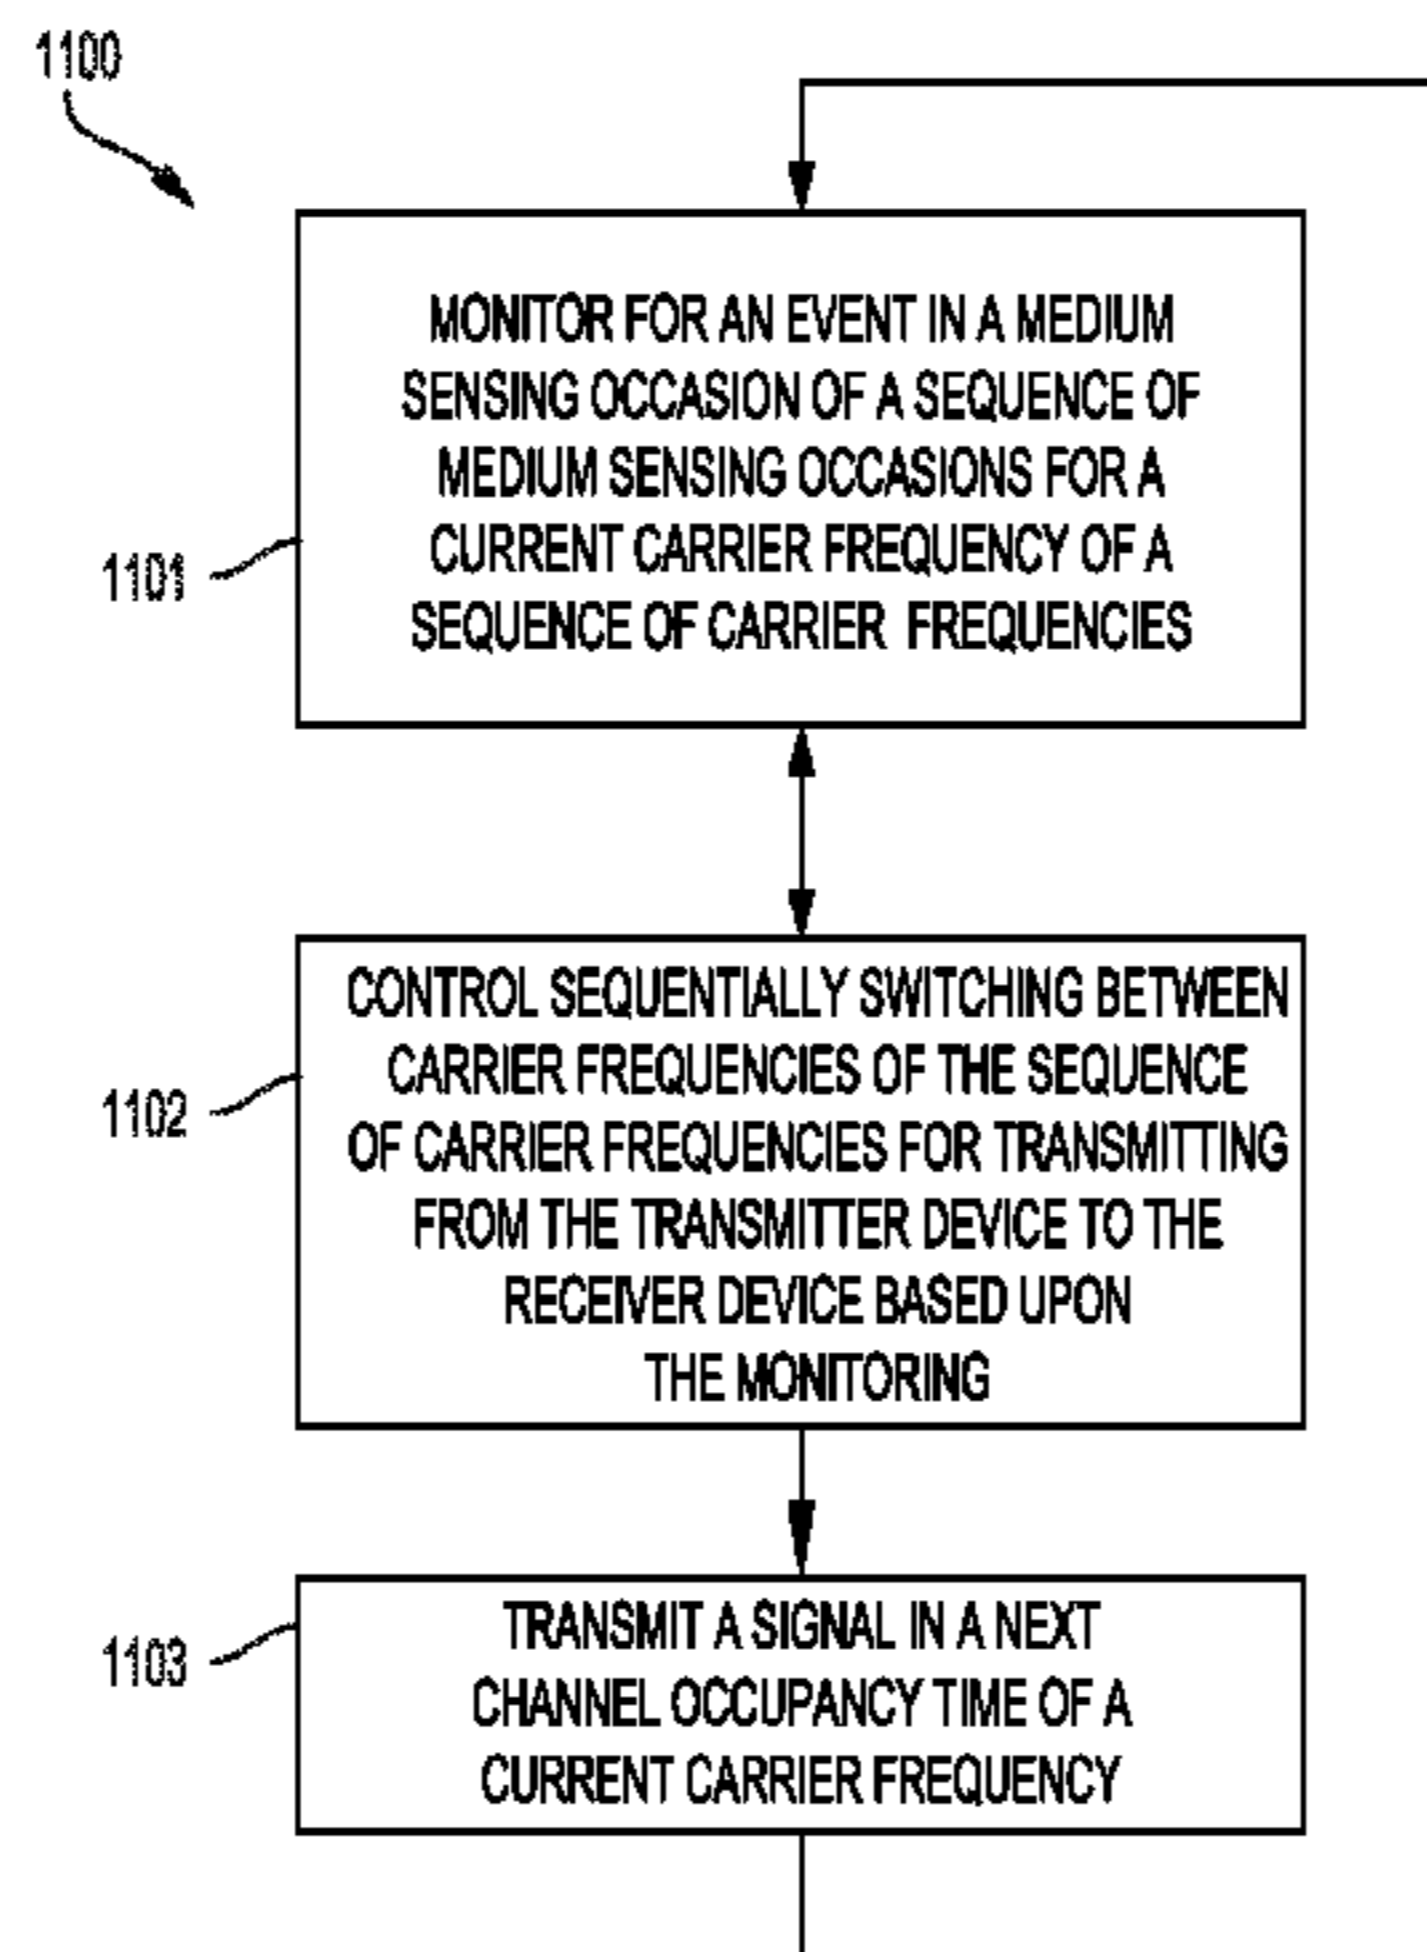 1100
MONITOR FOR AN EVENT IN A MEDIUM
SENSING OCCASION OF A SEQUENCE OF
MEDIUM SENSING OCCASIONS FOR A
CURRENT CARRIER FREQUENCY OF A
SEQUENCE OF CARRIER FREQUENCIES
1101
CONTROL SEQUENTIALLY SWITCHING BETWEEN
CARRIER FREQUENCIES OF THE SEQUENCE
OF CARRIER FREQUENCIES FOR TRANSMITTING
FROM THE TRANSMITTER DEVICE TO THE
RECEIVER DEVICE BASED UPON
THE MONITORING
1102
TRANSMIT A SIGNAL IN A NEXT
CHANNEL OCCUPANCY TIME OF A
CURRENT CARRIER FREQUENCY
1103